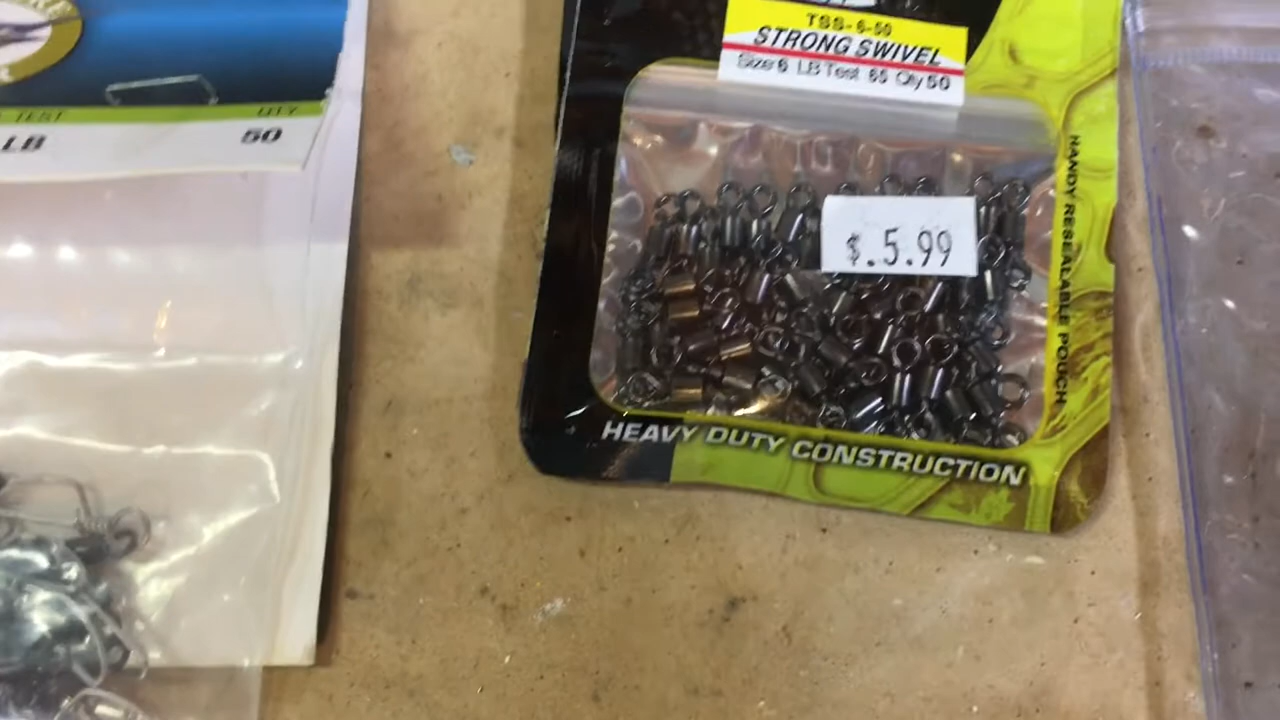 TEST QTY
LB 50
TSS-6-50
STRONG SWIVEL
Size 6 LB Test 65 Qty 50
$.5.99
HANDY RESEALABLE POUCH
HEAVY DUTY CONSTRUCTION